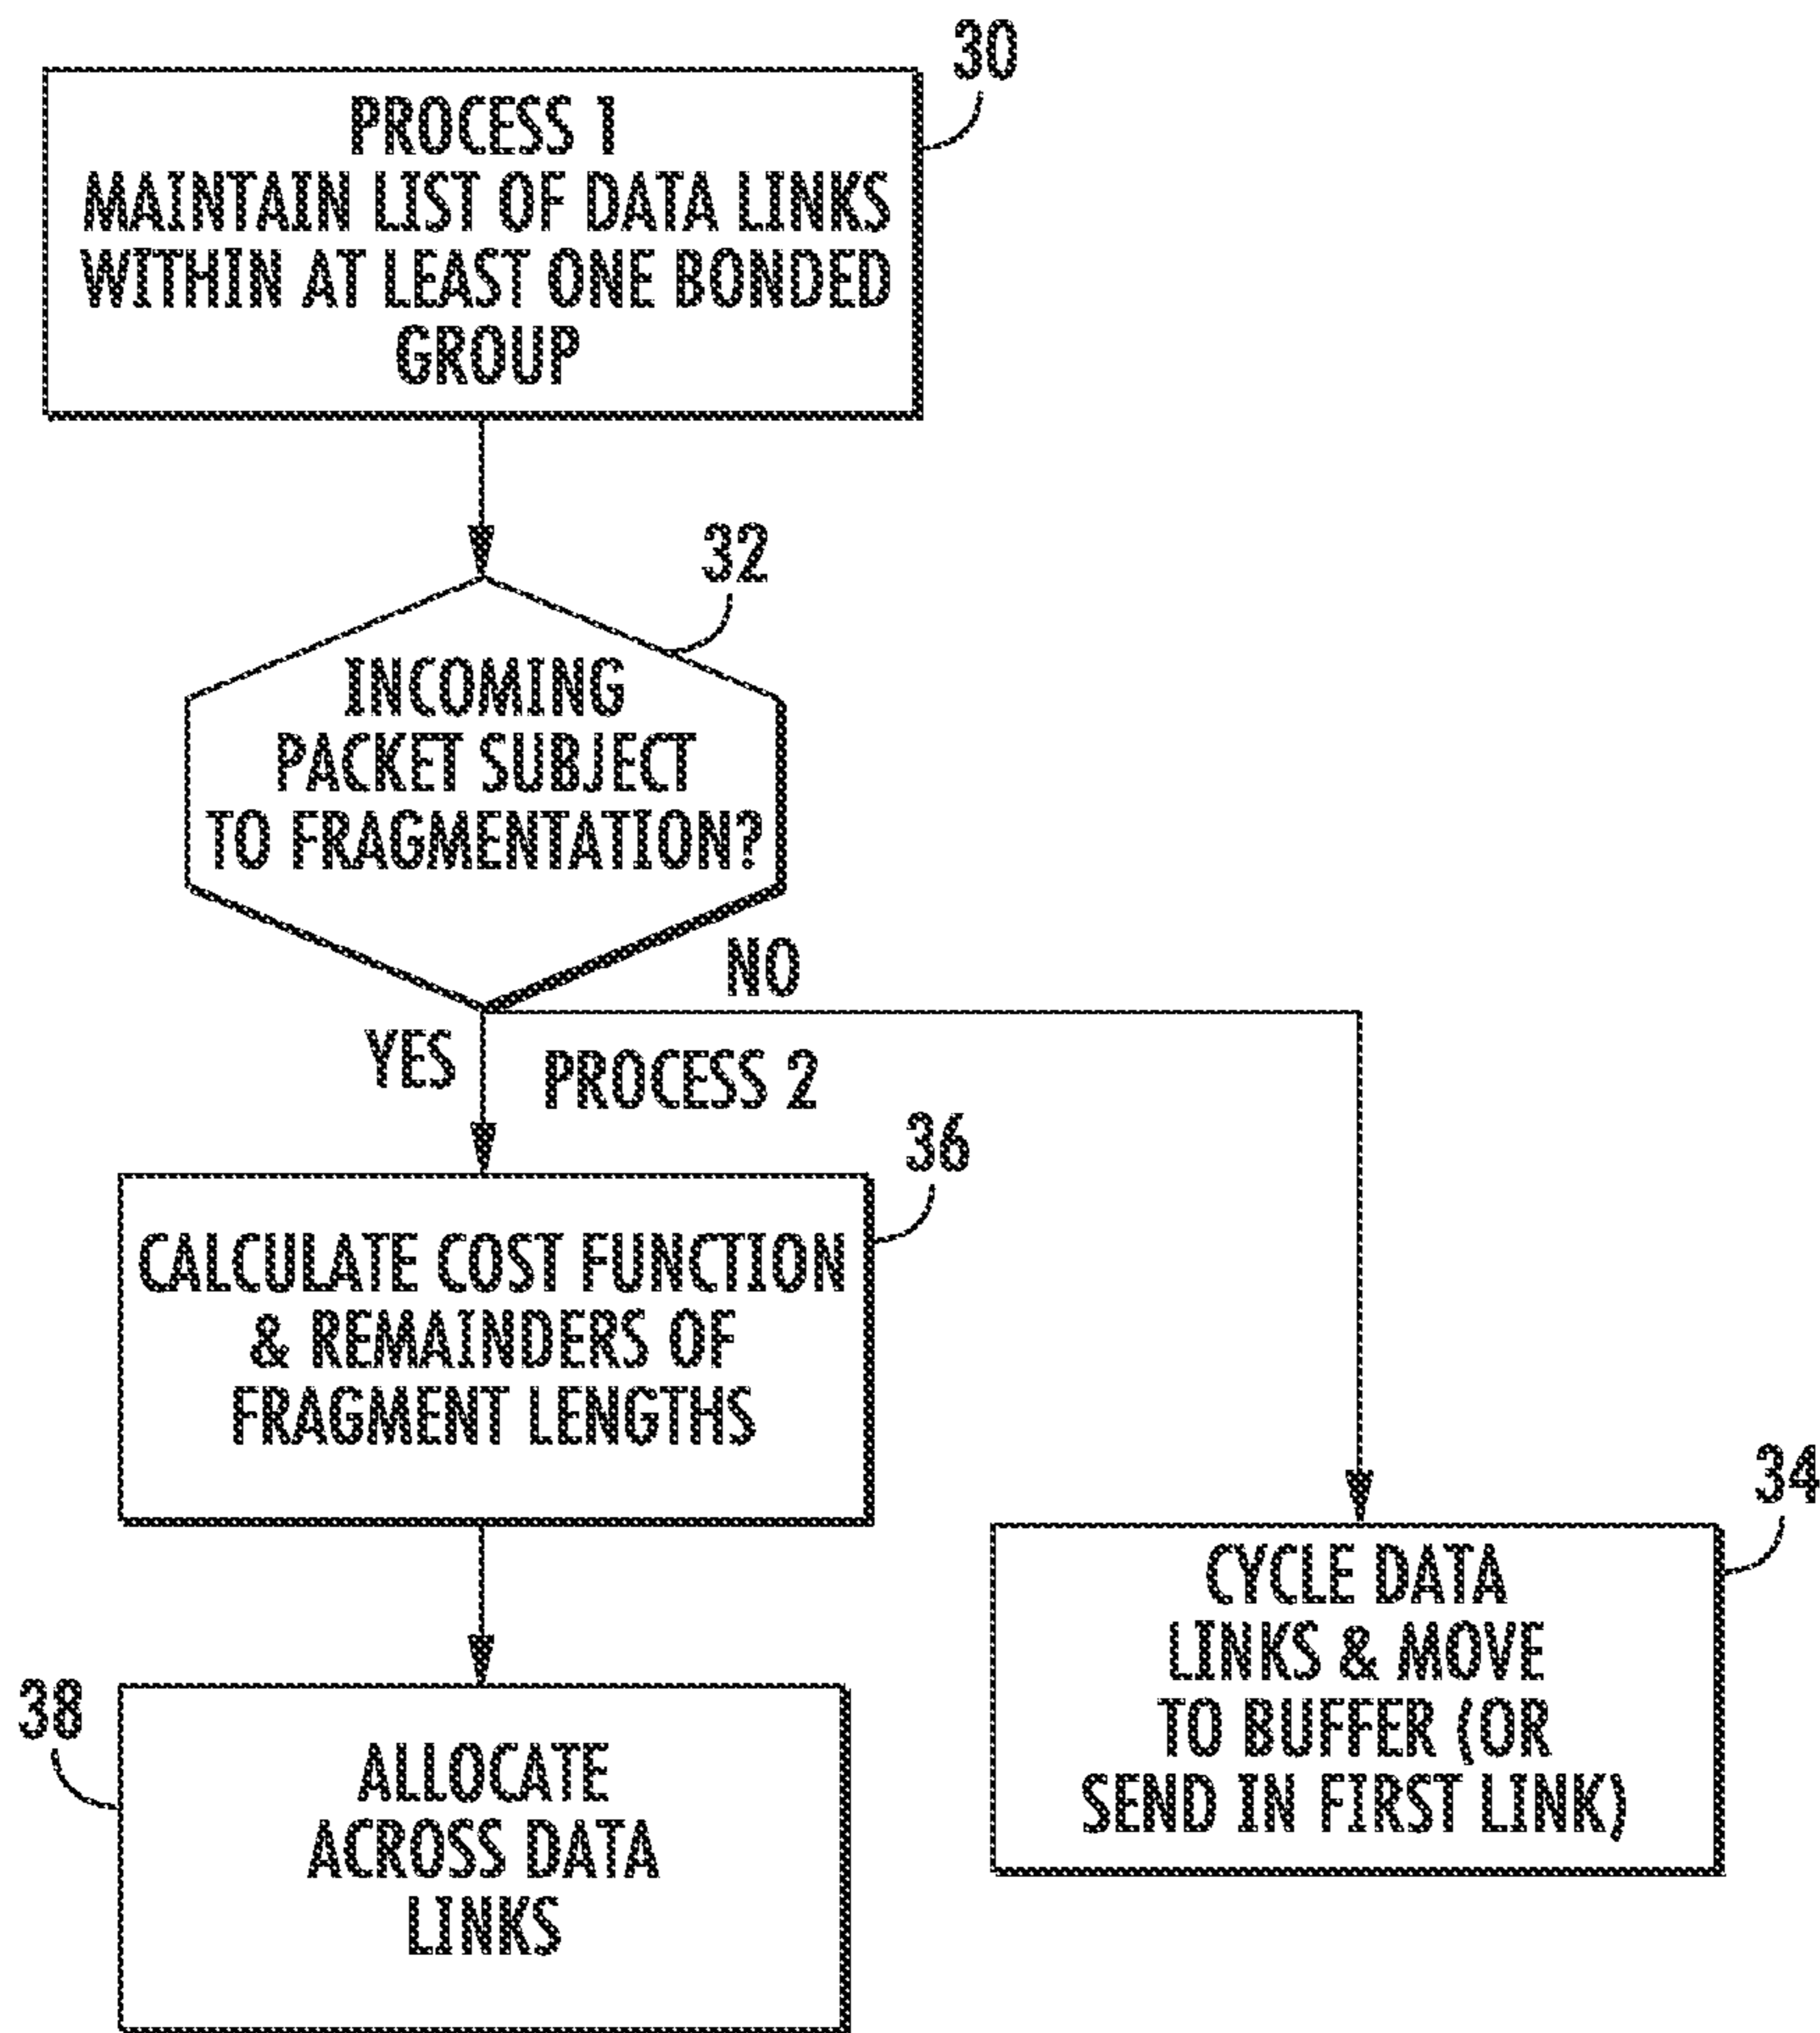 30
PROCESS 1
MAINTAIN LIST OF DATA LINKS
WITHIN AT LEAST ONE BONDED
GROUP
32
INCOMING
PACKET SUBJECT
TO FRAGMENTATION?
NO
YES
PROCESS 2
36
CALCULATE COST FUNCTION
& REMAINDERS OF
FRAGMENT LENGTHS
34
CYCLE DATA
LINKS & MOVE
TO BUFFER (OR
SEND IN FIRST LINK)
38
ALLOCATE
ACROSS DATA
LINKS